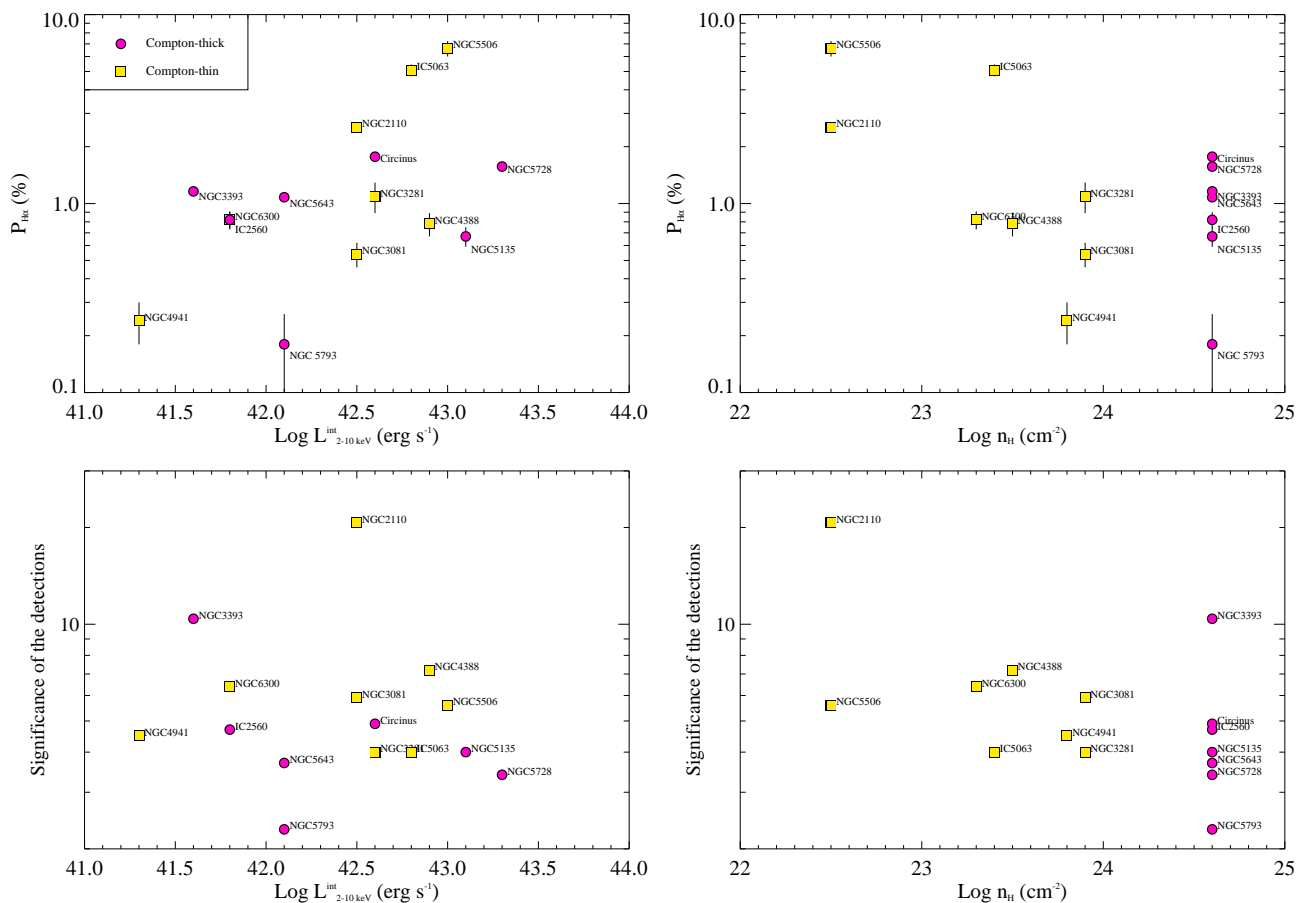 10.0
1.0
0.1
P_Hα (%)
Compton-thick
Compton-thin
NGC5506
IC5063
NGC2110
Circinus
NGC5728
NGC3393
NGC5643
NGC3281
NGC6300
IC2560
NGC4388
NGC5135
NGC3081
NGC4941
NGC 5793
41.0 41.5 42.0 42.5 43.0 43.5 44.0
Log L^int_2-10 keV (erg s^-1)
10.0
1.0
0.1
P_Hα (%)
NGC5506
IC5063
NGC2110
Circinus
NGC5728
NGC3281
NGC3393
NGC5643
NGC6300
NGC4388
IC2560
NGC5135
NGC3081
NGC4941
NGC 5793
22 23 24 25
Log n_H (cm^-2)
10
Significance of the detections
NGC2110
NGC3393
NGC4388
NGC6300
NGC3081
NGC5506
IC2560
Circinus
NGC4941
NGC3281
IC5063
NGC5135
NGC5643
NGC5728
NGC5793
41.0 41.5 42.0 42.5 43.0 43.5 44.0
Log L^int_2-10 keV (erg s^-1)
10
Significance of the detections
NGC2110
NGC3393
NGC4388
NGC6300
NGC3081
NGC5506
Circinus
IC2560
NGC4941
IC5063
NGC3281
NGC5135
NGC5643
NGC5728
NGC5793
22 23 24 25
Log n_H (cm^-2)